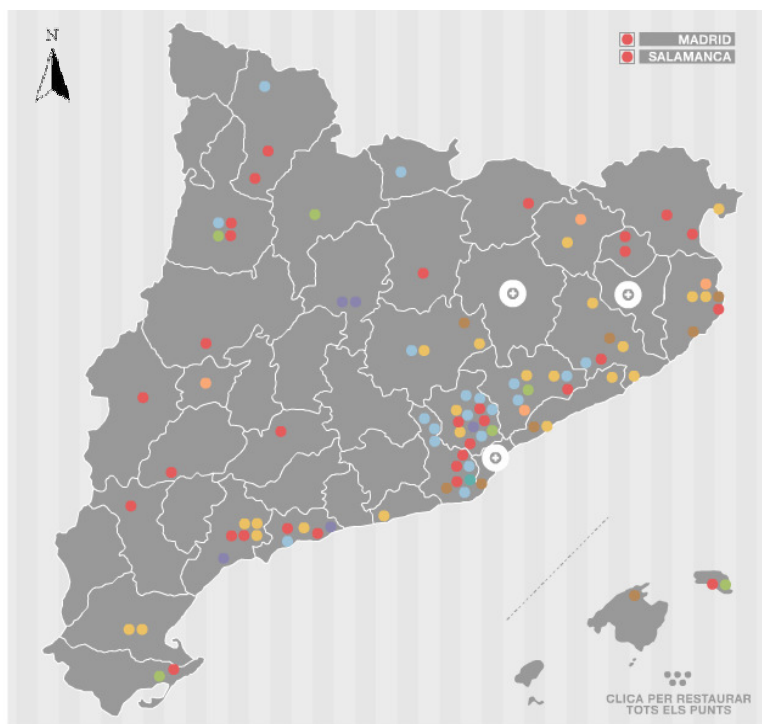 N
MADRID
SALAMANCA
CLICA PER RESTAURAR
TOTS ELS PUNTS